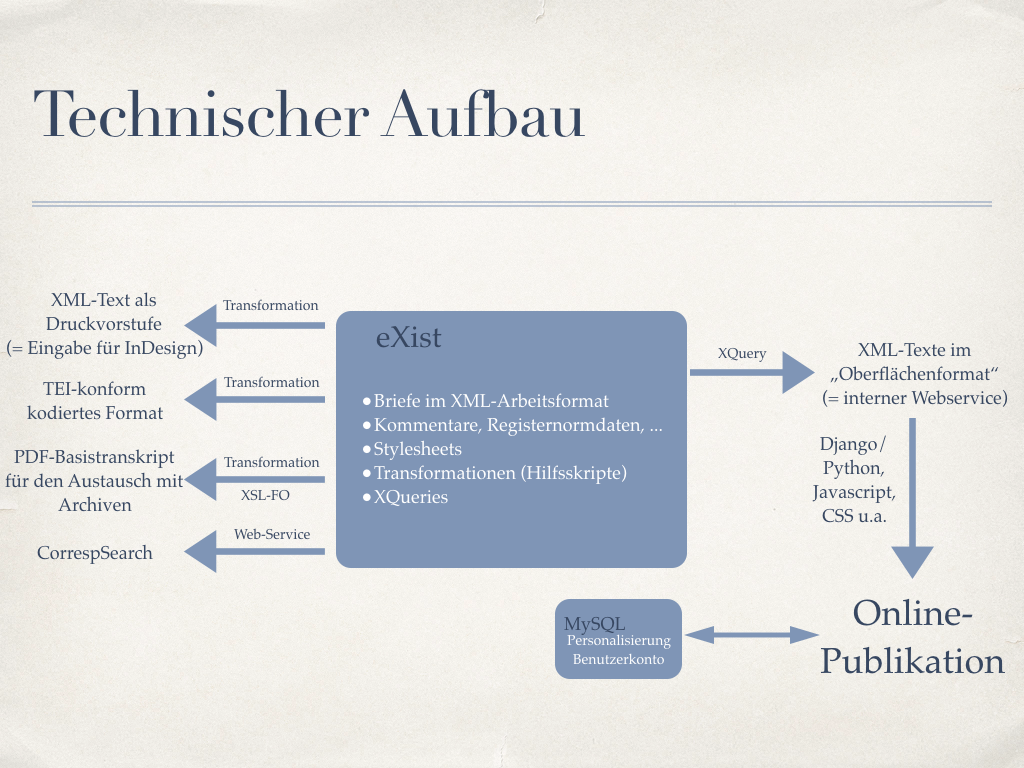 Technischer Aufbau
XML-Text als
Druckvorstufe
(= Eingabe für InDesign)
Transformation
TEI-konform
kodiertes Format
Transformation
PDF-Basistranskript
für den Austausch mit
Archiven
Transformation
XSL-FO
CorrespSearch
Web-Service
eXist
•Briefe im XML-Arbeitsformat
•Kommentare, Registernormdaten, ...
•Stylesheets
•Transformationen (Hilfsskripte)
•XQueries
XQuery
XML-Texte im
„Oberflächenformat“
(= interner Webservice)
Django/
Python,
Javascript,
CSS u.a.
MySQL
Personalisierung
Benutzerkonto
Online-
Publikation